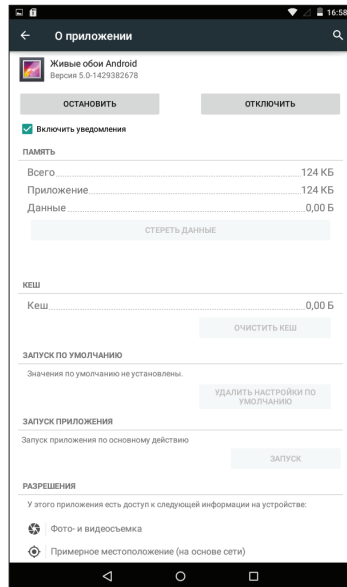 16:58
О приложении
Живые обои Android
Версия 5.0-1429382678
ОСТАНОВИТЬ
ОТКЛЮЧИТЬ
Включить уведомления
ПАМЯТЬ
Всего 124 КБ
Приложение 124 КБ
Данные 0,00 Б
СТЕРЕТЬ ДАННЫЕ
КЕШ
Кеш 0,00 Б
ОЧИСТИТЬ КЕШ
ЗАПУСК ПО УМОЛЧАНИЮ
Значения по умолчанию не установлены.
УДАЛИТЬ НАСТРОЙКИ ПО
УМОЛЧАНИЮ
ЗАПУСК ПРИЛОЖЕНИЯ
Запуск приложения по основному действию
ЗАПУСК
РАЗРЕШЕНИЯ
У этого приложения есть доступ к следующей информации на устройстве:
Фото- и видеосъемка
Примерное местоположение (на основе сети)